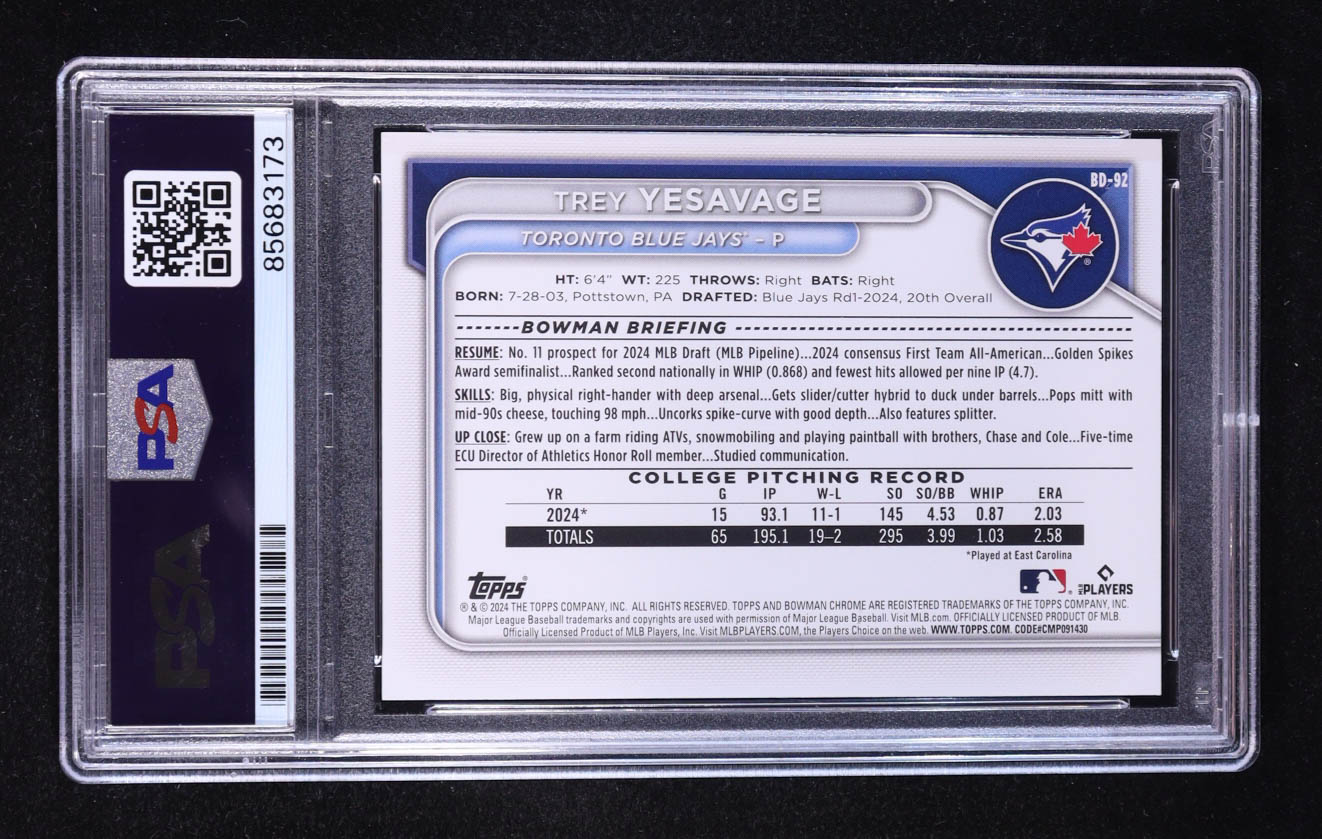 85683173
PSA
PSA
BD-92
TREY YESAVAGE
TORONTO BLUE JAYS™ – P
HT: 6'4" WT: 225 THROWS: Right BATS: Right
BORN: 7-28-03, Pottstown, PA DRAFTED: Blue Jays Rd1-2024, 20th Overall
-------BOWMAN BRIEFING ----------------------------------------------------
RESUME: No. 11 prospect for 2024 MLB Draft (MLB Pipeline)...2024 consensus First Team All-American...Golden Spikes
Award semifinalist...Ranked second nationally in WHIP (0.868) and fewest hits allowed per nine IP (4.7).
SKILLS: Big, physical right-hander with deep arsenal...Gets slider/cutter hybrid to duck under barrels...Pops mitt with
mid-90s cheese, touching 98 mph...Uncorks spike-curve with good depth...Also features splitter.
UP CLOSE: Grew up on a farm riding ATVs, snowmobiling and playing paintball with brothers, Chase and Cole...Five-time
ECU Director of Athletics Honor Roll member...Studied communication.
COLLEGE PITCHING RECORD
YR G IP W-L SO SO/BB WHIP ERA
2024* 15 93.1 11-1 145 4.53 0.87 2.03
TOTALS 65 195.1 19–2 295 3.99 1.03 2.58
*Played at East Carolina
Topps®
MLB PLAYERS
® & © 2024 THE TOPPS COMPANY, INC. ALL RIGHTS RESERVED. TOPPS AND BOWMAN CHROME ARE REGISTERED TRADEMARKS OF THE TOPPS COMPANY, INC.
Major League Baseball trademarks and copyrights are used with permission of Major League Baseball. Visit MLB.com. OFFICIALLY LICENSED PRODUCT OF MLB.
Officially Licensed Product of MLB Players, Inc. Visit MLBPLAYERS.COM, the Players Choice on the web. WWW.TOPPS.COM. CODE#CMP091430